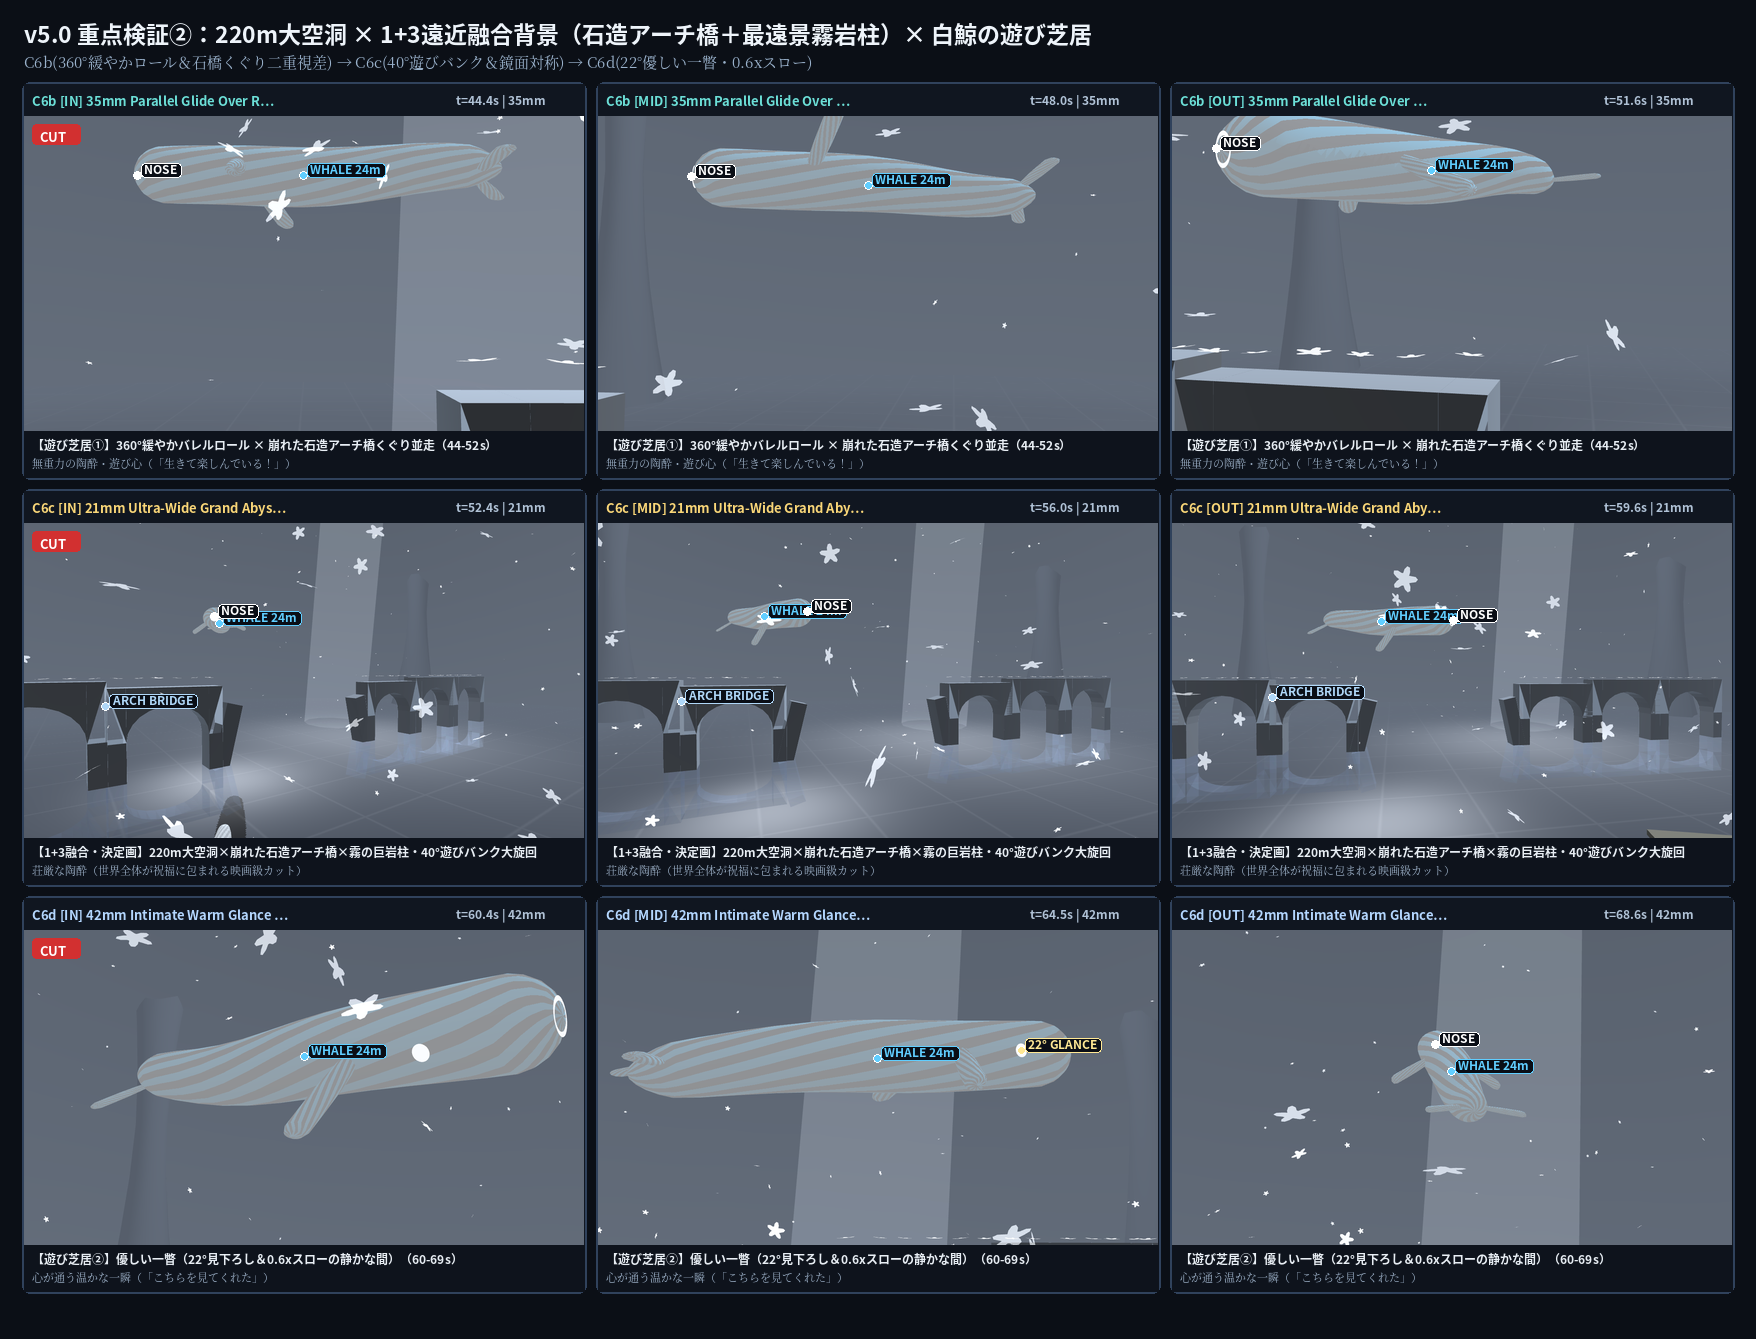 v5.0 重点検証②：220m大空洞 × 1+3遠近融合背景（石造アーチ橋＋最遠景霧岩柱）× 白鯨の遊び芝居
C6b(360°緩やかロール＆石橋くぐり二重視差) → C6c(40°遊びバンク＆鏡面対称) → C6d(22°優しい一瞥・0.6xスロー)
C6b [IN] 35mm Parallel Glide Over R... t=44.4s | 35mm
CUT
NOSE
WHALE 24m
【遊び芝居①】360°緩やかバレルロール × 崩れた石造アーチ橋くぐり並走（44-52s）
無重力の陶酔・遊び心（「生きて楽しんでいる！」）
C6b [MID] 35mm Parallel Glide Over ... t=48.0s | 35mm
NOSE
WHALE 24m
【遊び芝居①】360°緩やかバレルロール × 崩れた石造アーチ橋くぐり並走（44-52s）
無重力の陶酔・遊び心（「生きて楽しんでいる！」）
C6b [OUT] 35mm Parallel Glide Over ... t=51.6s | 35mm
NOSE
WHALE 24m
【遊び芝居①】360°緩やかバレルロール × 崩れた石造アーチ橋くぐり並走（44-52s）
無重力の陶酔・遊び心（「生きて楽しんでいる！」）
C6c [IN] 21mm Ultra-Wide Grand Abys... t=52.4s | 21mm
CUT
NOSE
WHALE 24m
ARCH BRIDGE
【1+3融合・決定画】220m大空洞×崩れた石造アーチ橋×霧の巨岩柱・40°遊びバンク大旋回
荘厳な陶酔（世界全体が祝福に包まれる映画級カット）
C6c [MID] 21mm Ultra-Wide Grand Aby... t=56.0s | 21mm
NOSE
ARCH BRIDGE
【1+3融合・決定画】220m大空洞×崩れた石造アーチ橋×霧の巨岩柱・40°遊びバンク大旋回
荘厳な陶酔（世界全体が祝福に包まれる映画級カット）
C6c [OUT] 21mm Ultra-Wide Grand Aby... t=59.6s | 21mm
WHALE 24m
NOSE
ARCH BRIDGE
【1+3融合・決定画】220m大空洞×崩れた石造アーチ橋×霧の巨岩柱・40°遊びバンク大旋回
荘厳な陶酔（世界全体が祝福に包まれる映画級カット）
C6d [IN] 42mm Intimate Warm Glance ... t=60.4s | 42mm
CUT
WHALE 24m
【遊び芝居②】優しい一瞥（22°見下ろし＆0.6xスローの静かな間）（60-69s）
心が通う温かな一瞬（「こちらを見てくれた」）
C6d [MID] 42mm Intimate Warm Glance... t=64.5s | 42mm
22° GLANCE
WHALE 24m
【遊び芝居②】優しい一瞥（22°見下ろし＆0.6xスローの静かな間）（60-69s）
心が通う温かな一瞬（「こちらを見てくれた」）
C6d [OUT] 42mm Intimate Warm Glance... t=68.6s | 42mm
NOSE
WHALE 24m
【遊び芝居②】優しい一瞥（22°見下ろし＆0.6xスローの静かな間）（60-69s）
心が通う温かな一瞬（「こちらを見てくれた」）